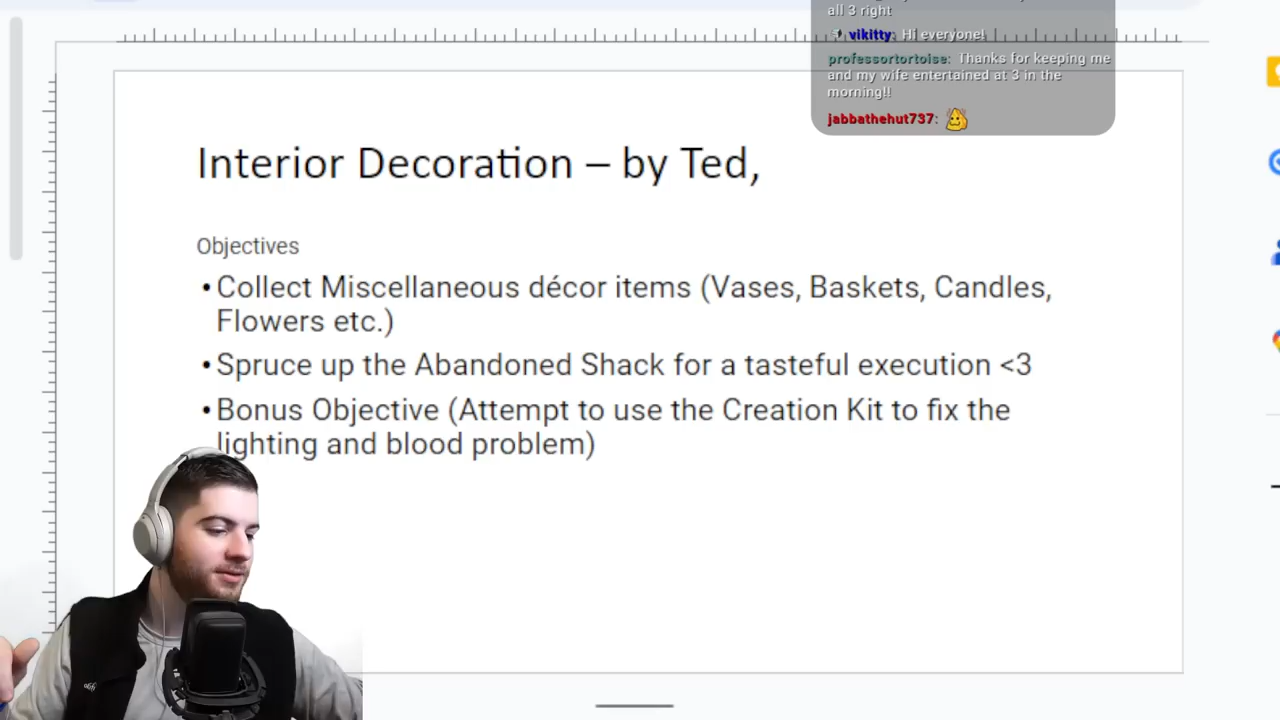 all 3 right
vikitty: Hi everyone!
professortortoise: Thanks for keeping me
and my wife entertained at 3 in the
morning!!
jabbathehut737:
Interior Decoration – by Ted,
Objectives
• Collect Miscellaneous décor items (Vases, Baskets, Candles,
Flowers etc.)
• Spruce up the Abandoned Shack for a tasteful execution <3
• Bonus Objective (Attempt to use the Creation Kit to fix the
lighting and blood problem)